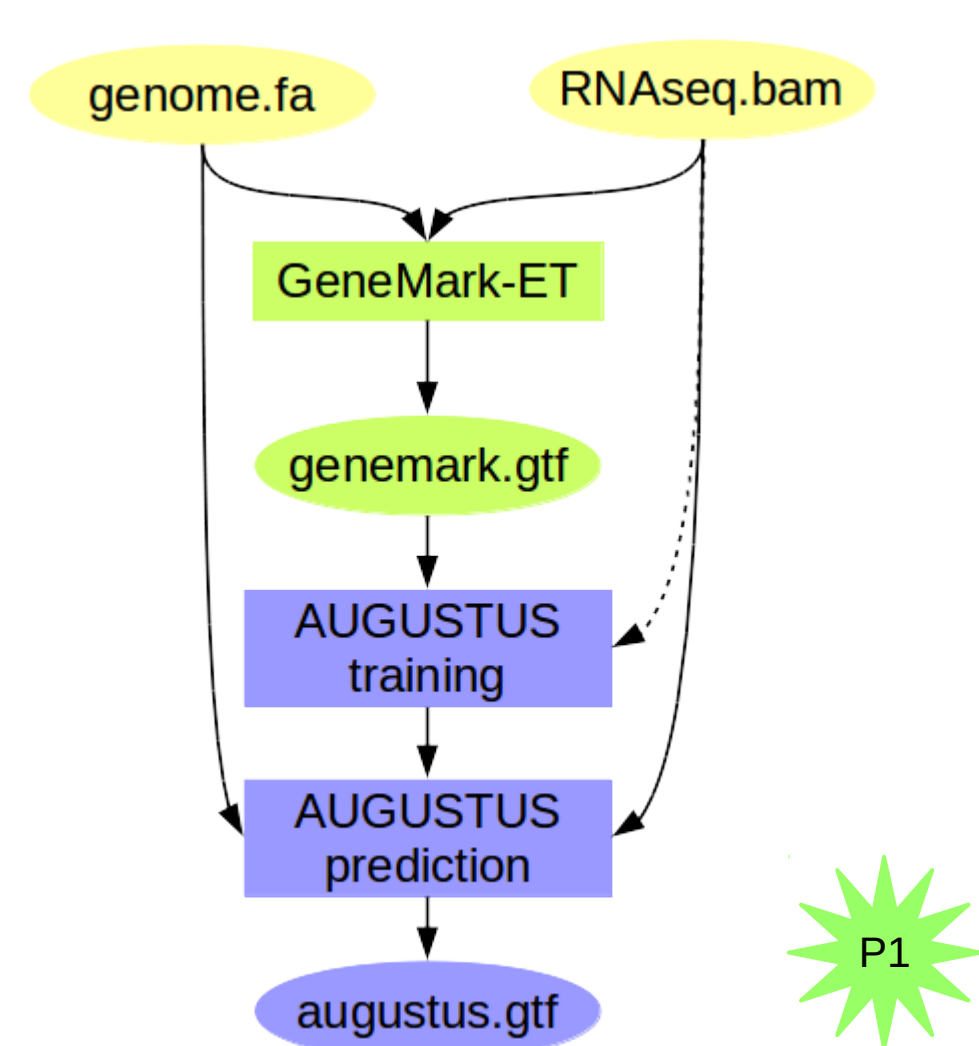 genome.fa
RNAseq.bam
GeneMark-ET
genemark.gtf
AUGUSTUS
training
AUGUSTUS
prediction
P1
augustus.gtf